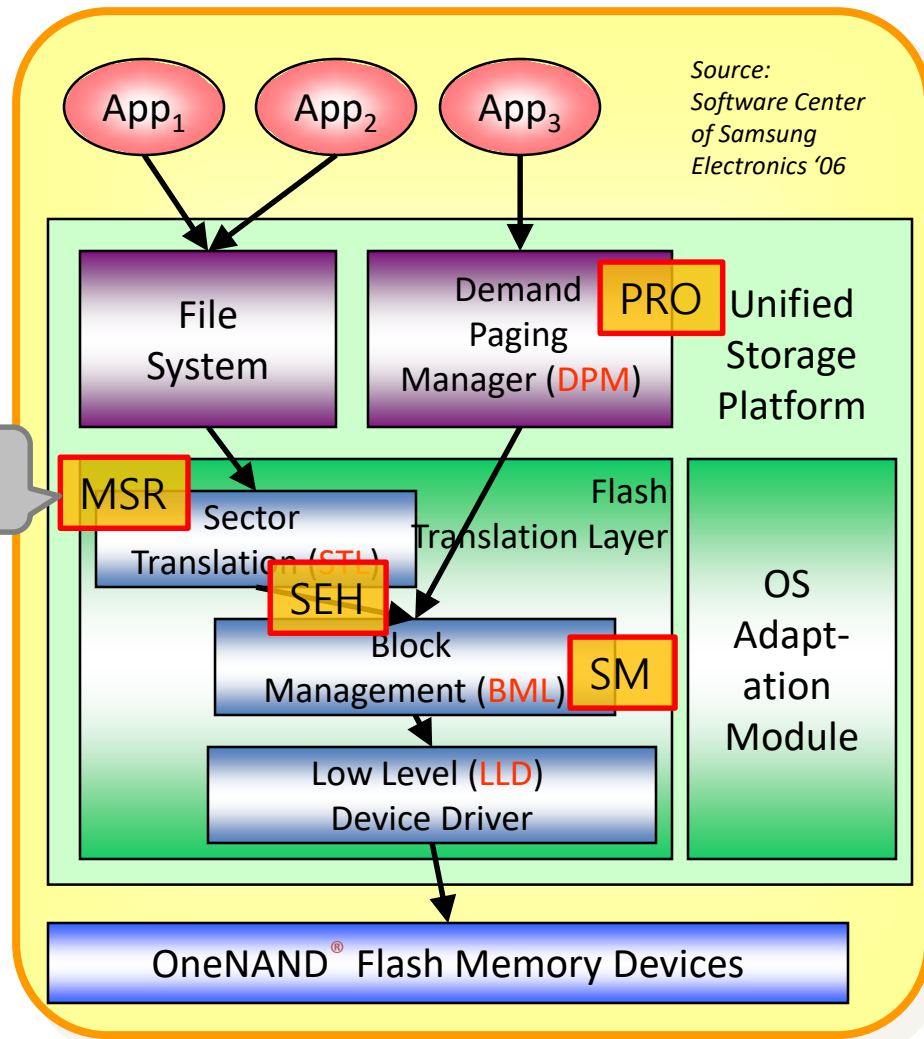 App₁
App₂
App₃
Source:
Software Center
of Samsung
Electronics ‘06
File
System
Demand
Paging
Manager (DPM)
PRO
Unified
Storage
Platform
MSR
Sector
Translation (STL)
Flash
Translation Layer
SEH
Block
Management (BML)
SM
OS
Adapt-
ation
Module
Low Level (LLD)
Device Driver
OneNAND® Flash Memory Devices